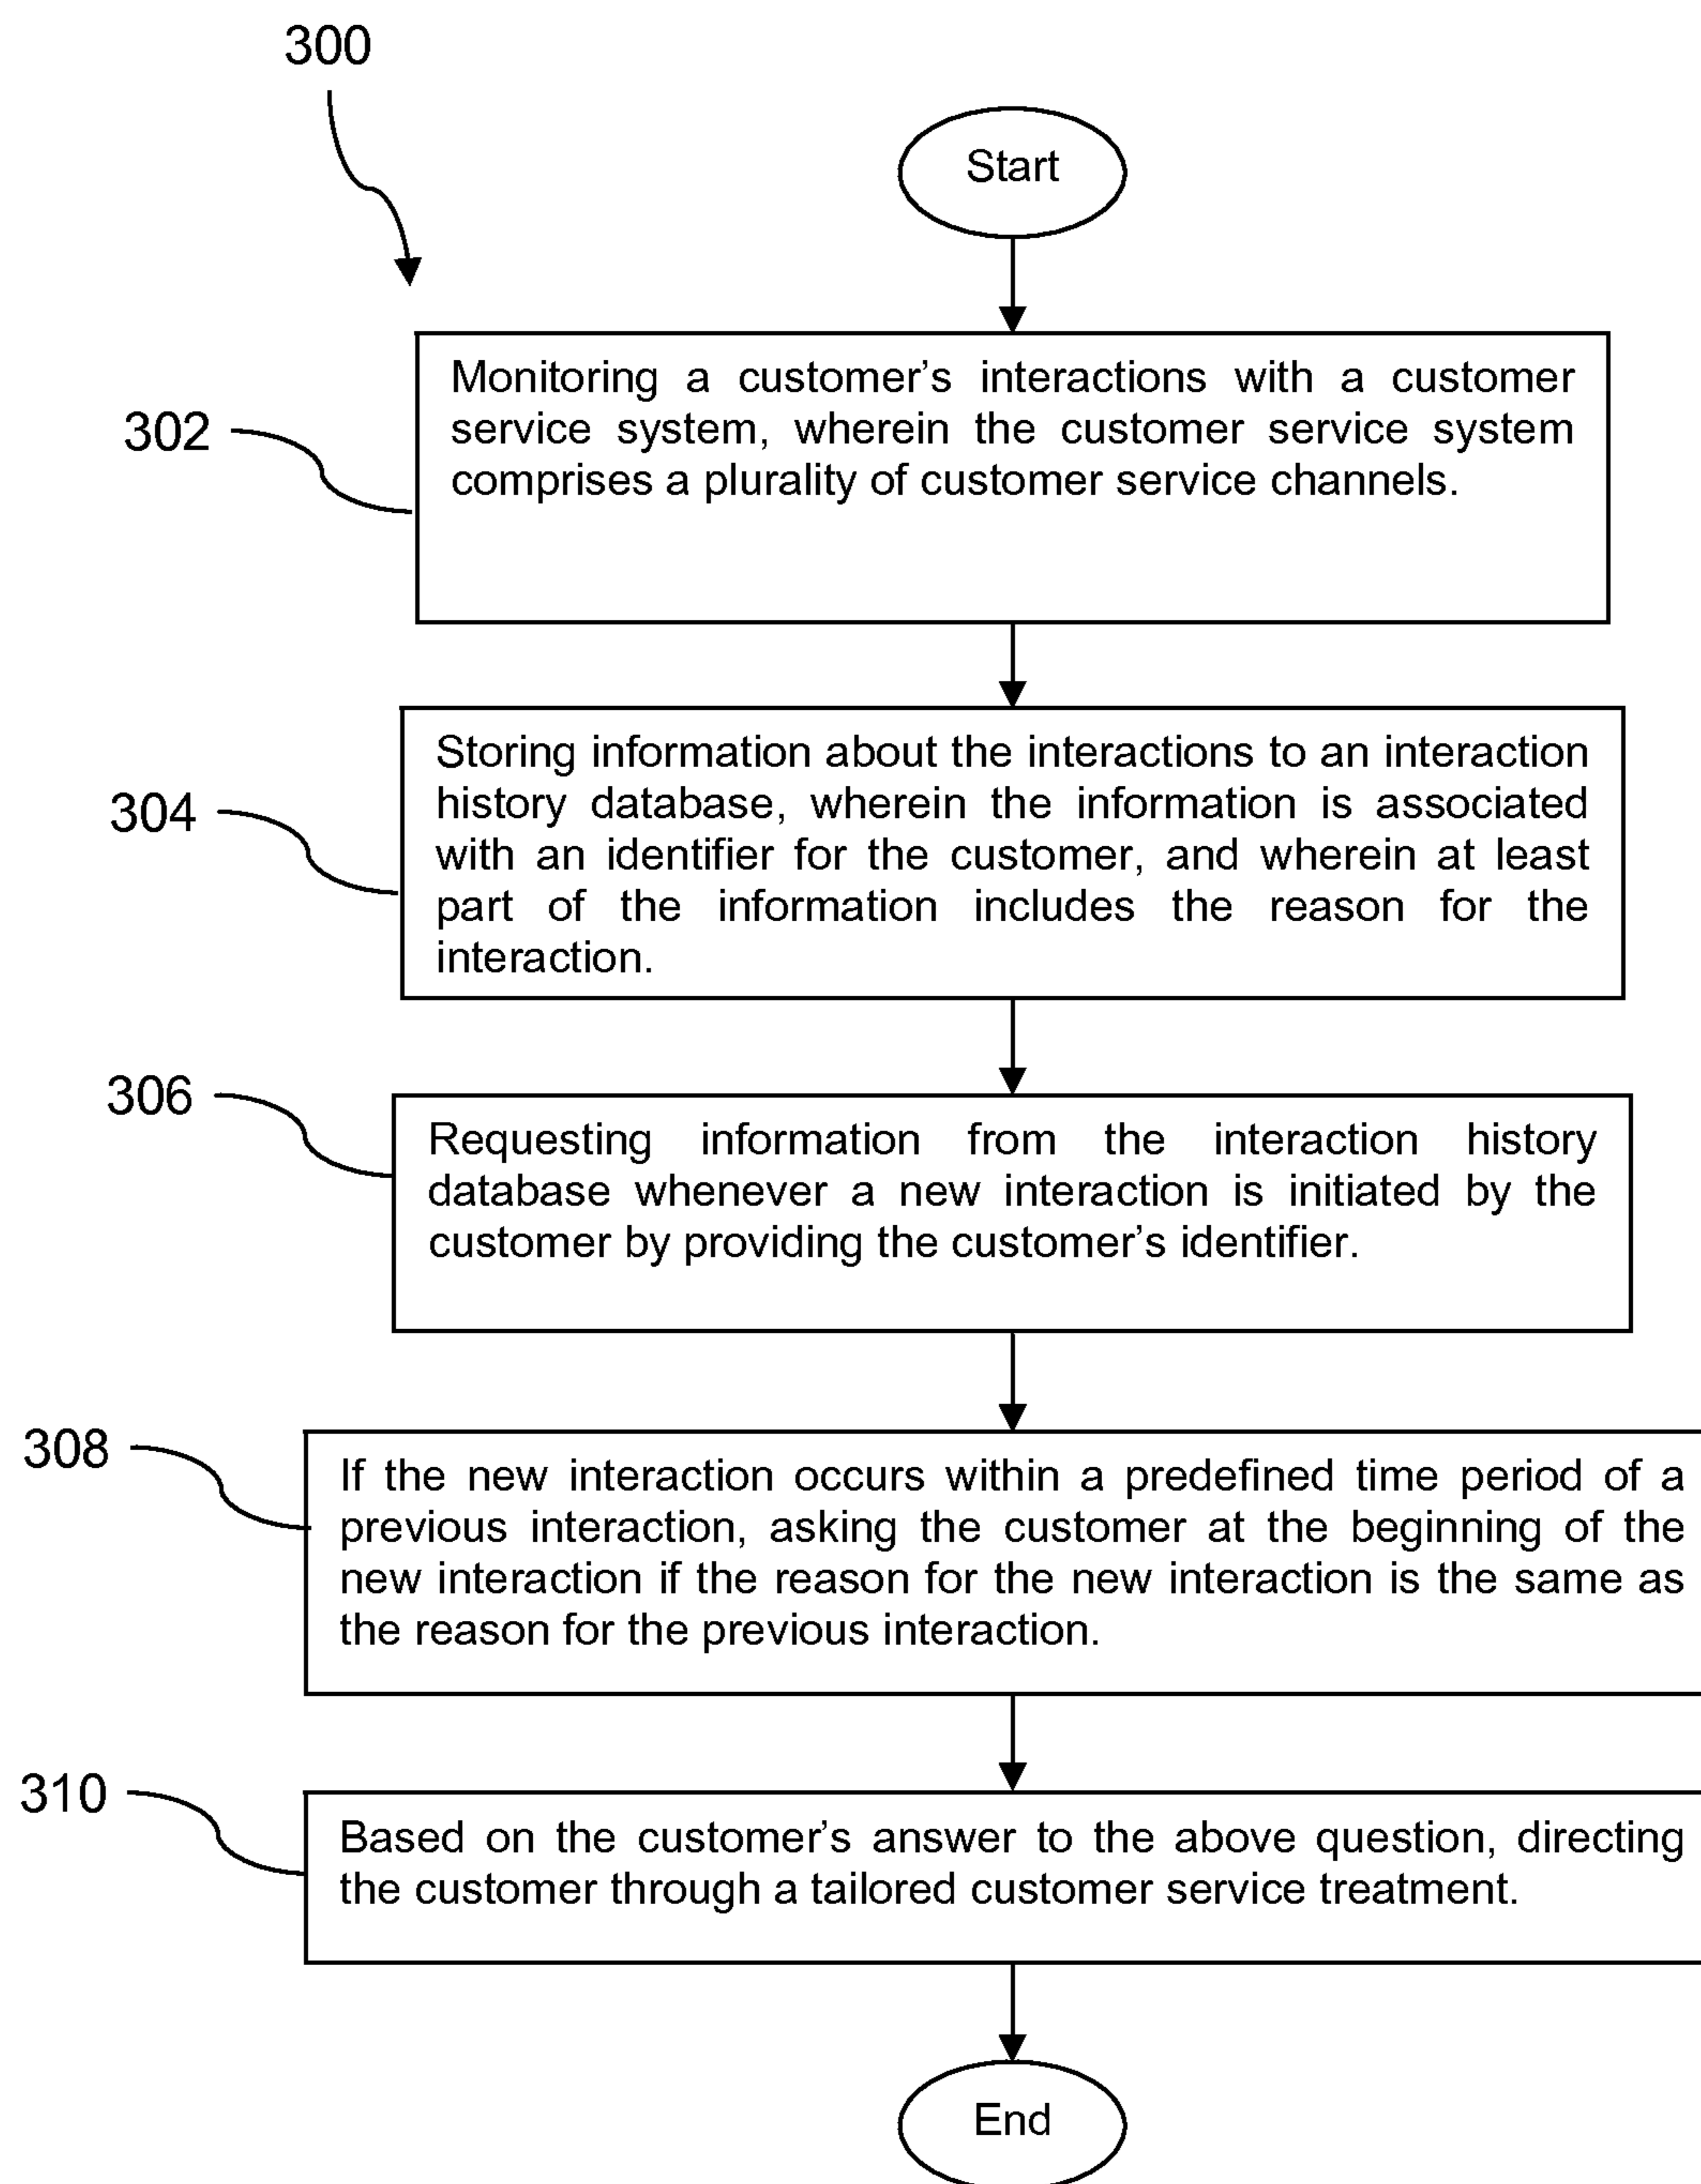 300
Start
302
Monitoring a customer’s interactions with a customer
service system, wherein the customer service system
comprises a plurality of customer service channels.
304
Storing information about the interactions to an interaction
history database, wherein the information is associated
with an identifier for the customer, and wherein at least
part of the information includes the reason for the
interaction.
306
Requesting information from the interaction history
database whenever a new interaction is initiated by the
customer by providing the customer’s identifier.
308
If the new interaction occurs within a predefined time period of a
previous interaction, asking the customer at the beginning of the
new interaction if the reason for the new interaction is the same as
the reason for the previous interaction.
310
Based on the customer’s answer to the above question, directing
the customer through a tailored customer service treatment.
End